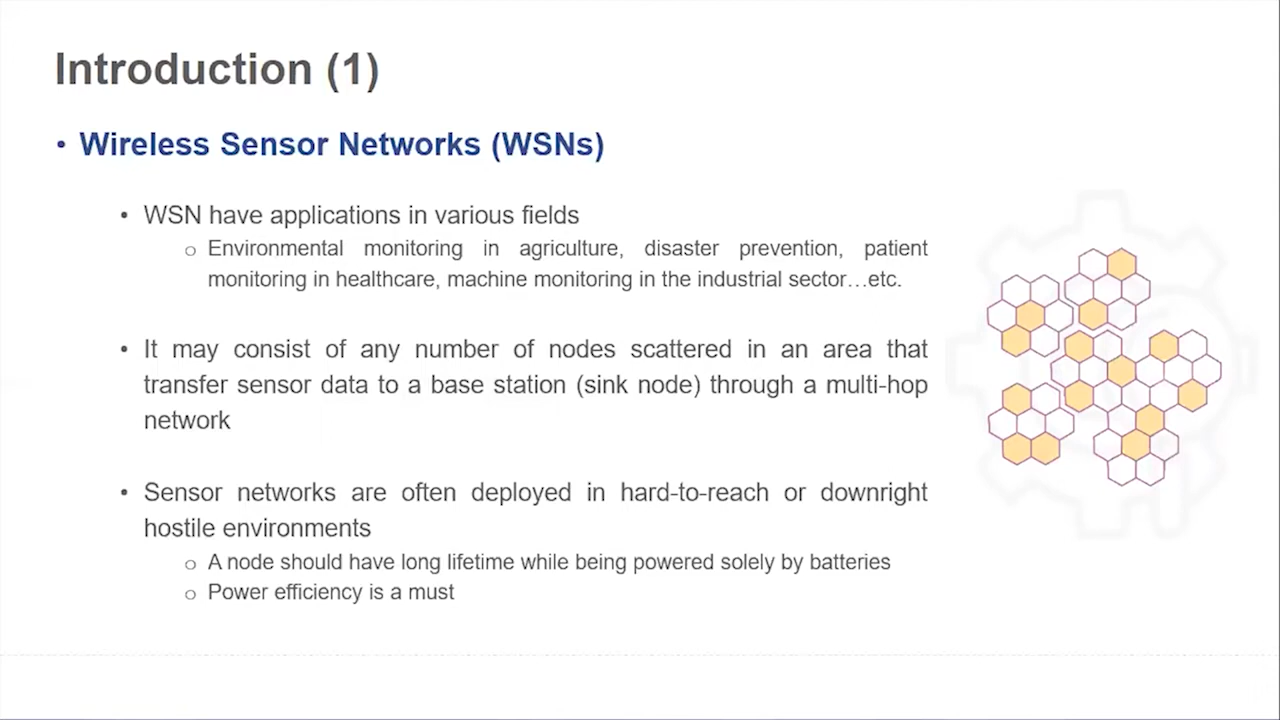 Introduction (1)
• Wireless Sensor Networks (WSNs)
• WSN have applications in various fields
o Environmental monitoring in agriculture, disaster prevention, patient
monitoring in healthcare, machine monitoring in the industrial sector…etc.
• It may consist of any number of nodes scattered in an area that
transfer sensor data to a base station (sink node) through a multi-hop
network
• Sensor networks are often deployed in hard-to-reach or downright
hostile environments
o A node should have long lifetime while being powered solely by batteries
o Power efficiency is a must